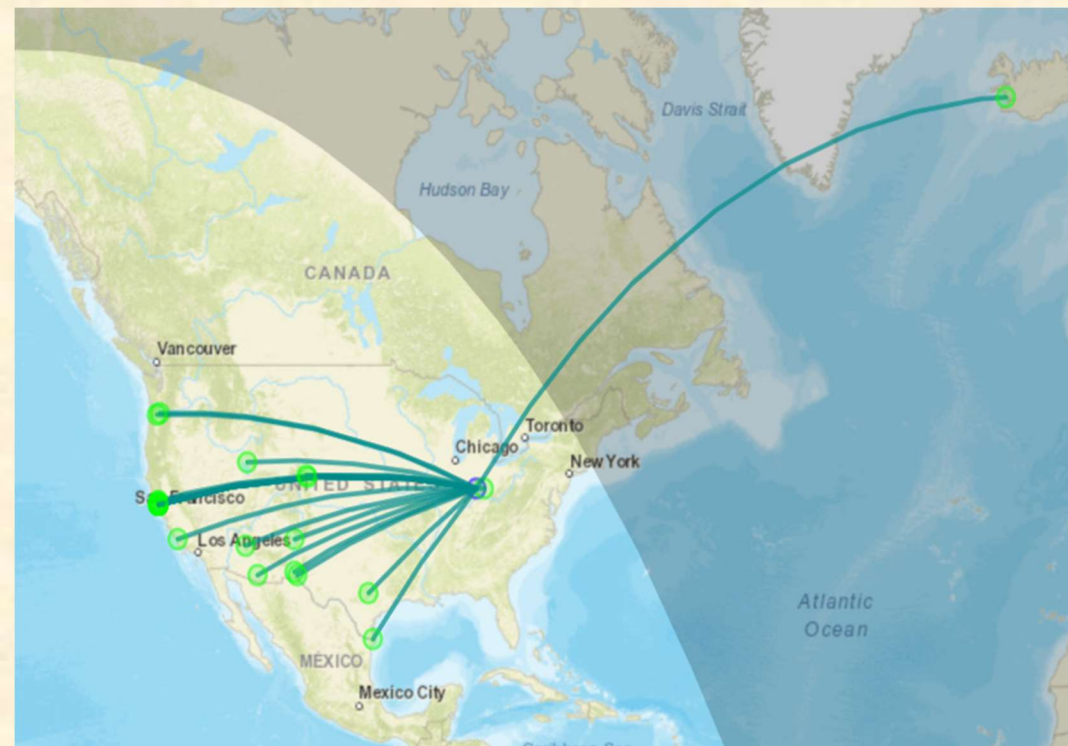 Davis Strait
Hudson Bay
CANADA
Vancouver
Toronto
Chicago
New York
UNITED STATES
San Francisco
Los Angeles
Atlantic
Ocean
MÉXICO
Mexico City